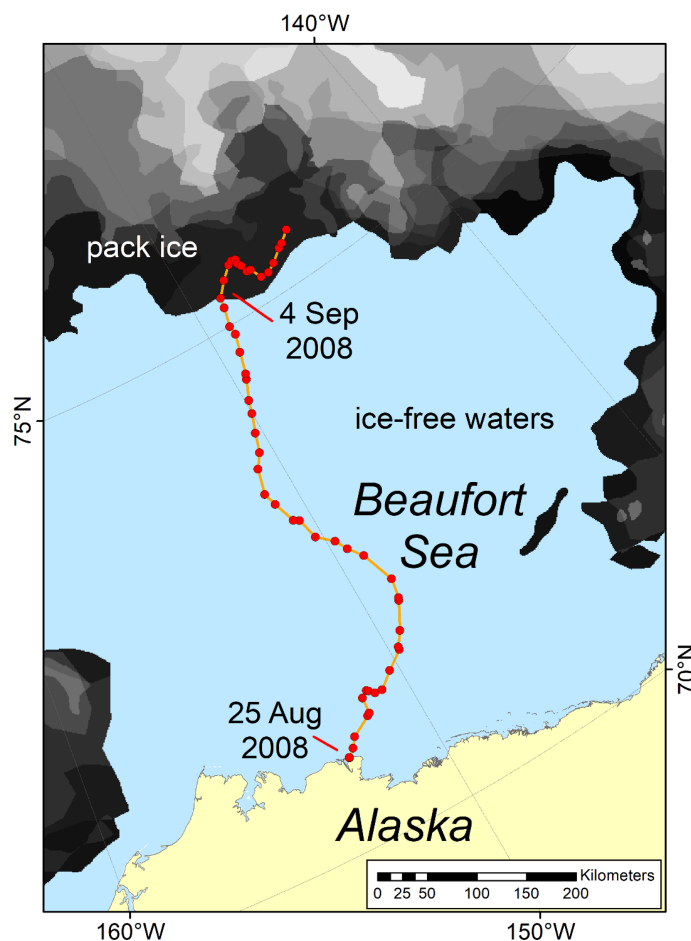 140°W
pack ice
4 Sep
2008
75°N
ice-free waters
Beaufort
Sea
70°N
25 Aug
2008
Alaska
Kilometers
0 25 50 100 150 200
160°W
150°W